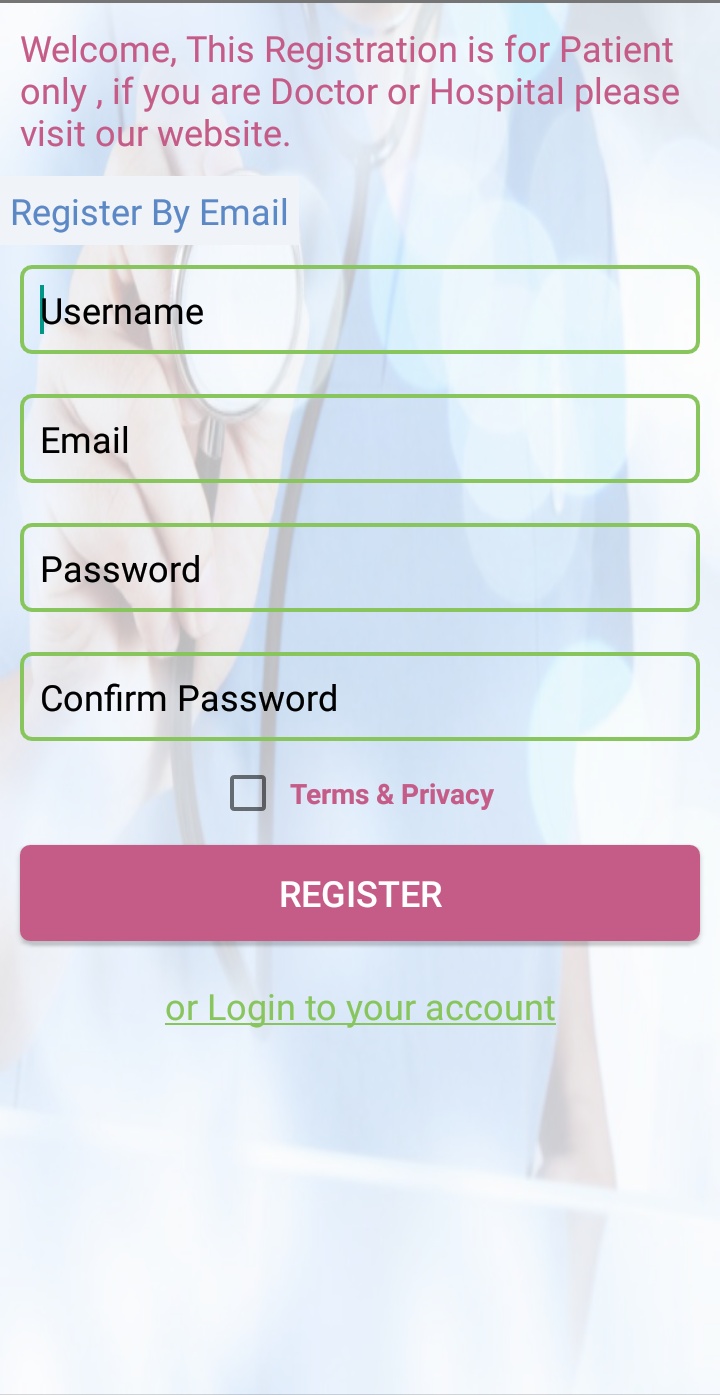 Welcome, This Registration is for Patient
only , if you are Doctor or Hospital please
visit our website.
Register By Email
Username
Email
Password
Confirm Password
Terms & Privacy
REGISTER
or Login to your account